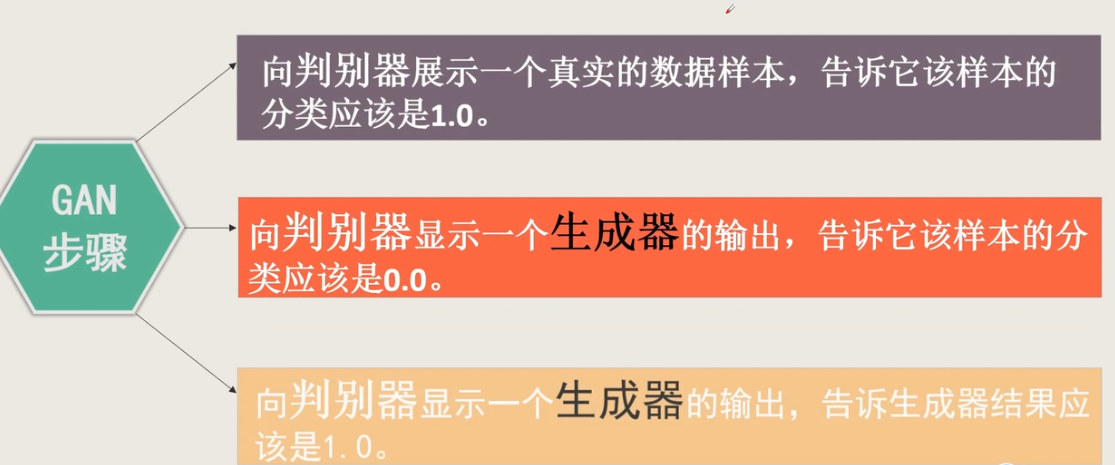 向判别器展示一个真实的数据样本，告诉它该样本的
分类应该是1.0。
GAN
步骤
向判别器显示一个生成器的输出，告诉它该样本的分
类应该是0.0。
向判别器显示一个生成器的输出，告诉生成器结果应
该是1.0。